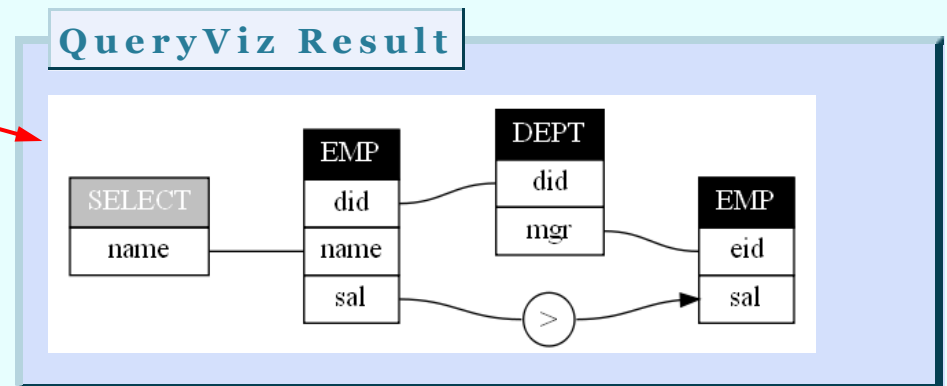 QueryViz Result
SELECT
name
EMP
did
name
sal
DEPT
did
mgr
>
EMP
eid
sal